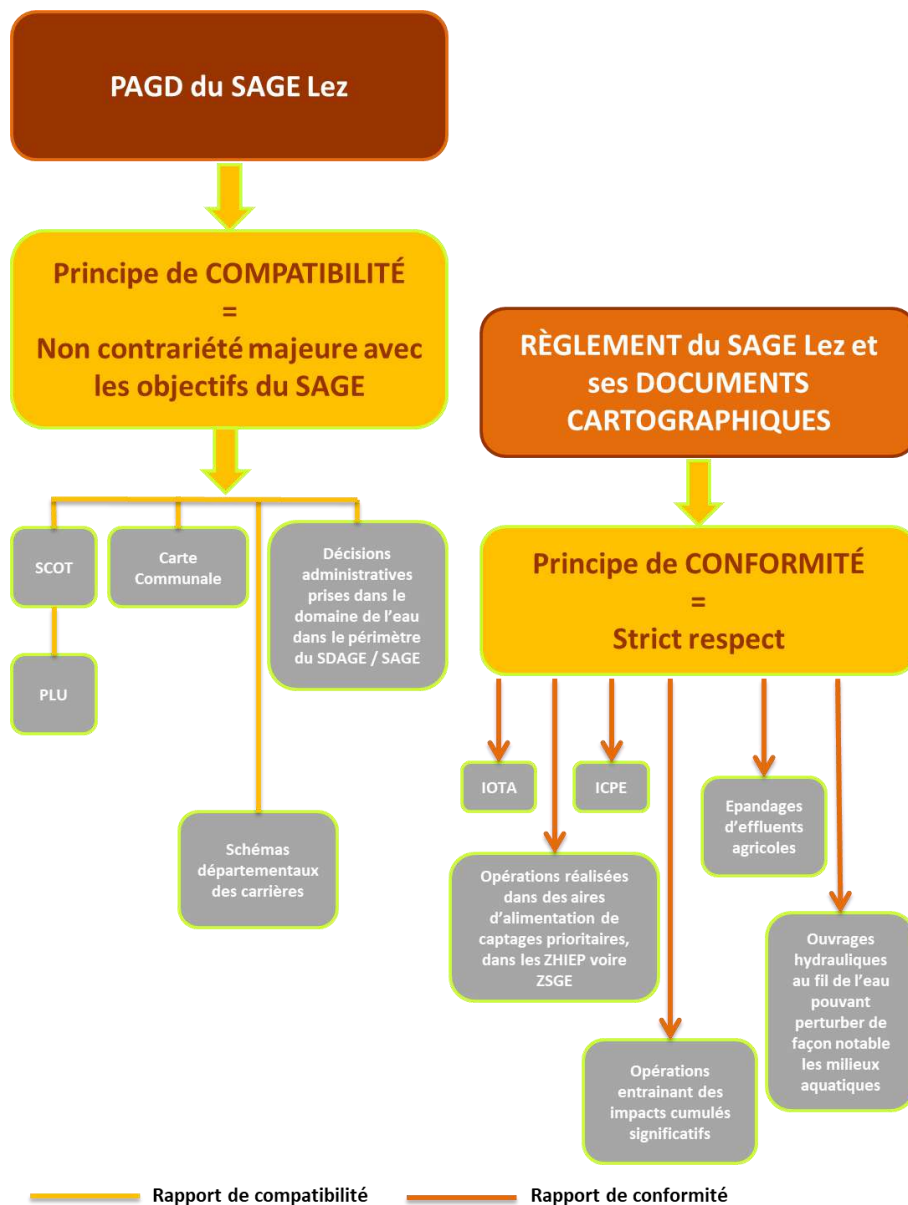 PAGD du SAGE Lez
Principe de COMPATIBILITÉ
=
Non contrariété majeure avec
les objectifs du SAGE
SCOT
PLU
Carte
Communale
Décisions
administratives
prises dans le
domaine de l'eau
dans le périmètre
du SDAGE / SAGE
Schémas
départementaux
des carrières
RÈGLEMENT du SAGE Lez et
ses DOCUMENTS
CARTOGRAPHIQUES
Principe de CONFORMITÉ
=
Strict respect
IOTA
Opérations réalisées
dans des aires
d'alimentation de
captages prioritaires,
dans les ZHIEP voire
ZSGE
ICPE
Opérations
entrainant des
impacts cumulés
significatifs
Epandages
d'effluents
agricoles
Ouvrages
hydrauliques
au fil de l'eau
pouvant
perturber de
façon notable
les milieux
aquatiques
Rapport de compatibilité
Rapport de conformité